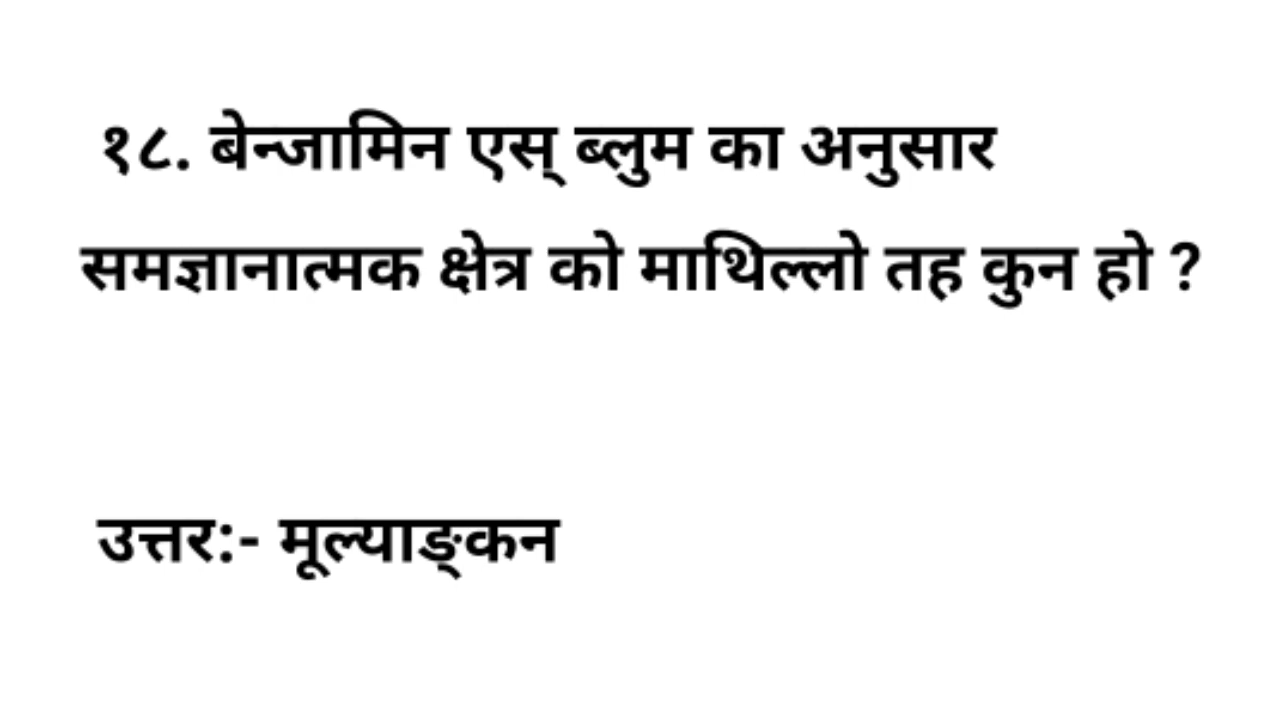 १८. बेन्जामिन एस् ब्लुम का अनुसार
समज्ञानात्मक क्षेत्र को माथिल्लो तह कुन हो ?
उत्तर:- मूल्याङ्कन